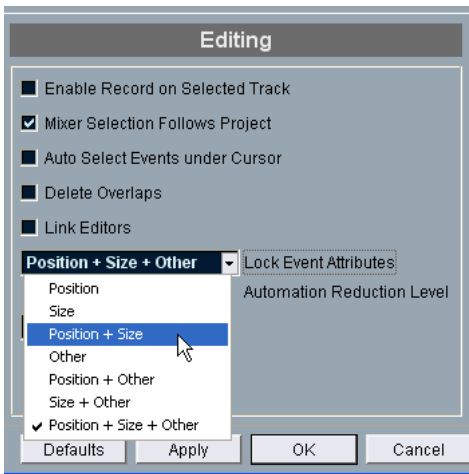 Editing
Enable Record on Selected Track
Mixer Selection Follows Project
Auto Select Events under Cursor
Delete Overlaps
Link Editors
Position + Size + Other Lock Event Attributes
Automation Reduction Level
Position
Size
Position + Size
Other
Position + Other
Size + Other
Position + Size + Other
Defaults Apply OK Cancel